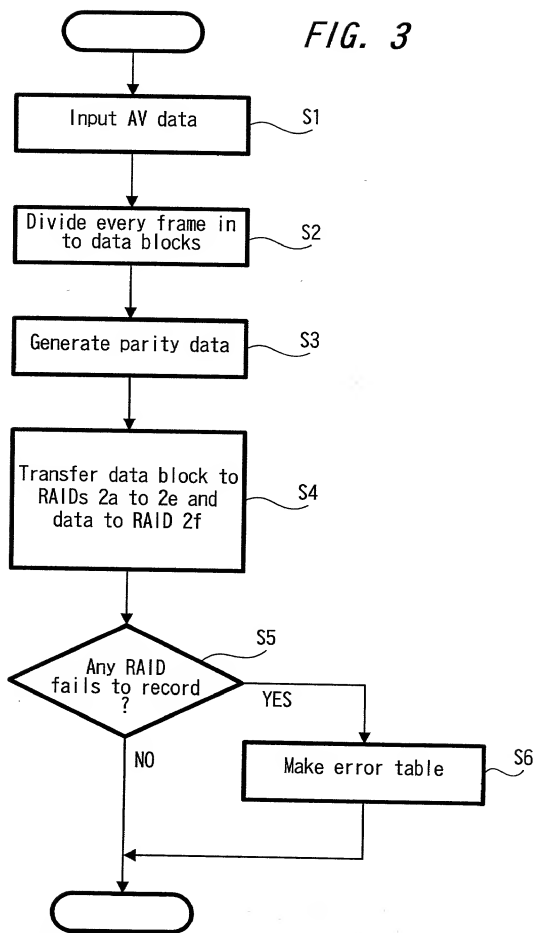 FIG. 3
Input AV data
S1
Divide every frame in
to data blocks
S2
Generate parity data
S3
Transfer data block to
RAIDs 2a to 2e and
data to RAID 2f
S4
Any RAID
fails to record
?
S5
YES
NO
Make error table
S6